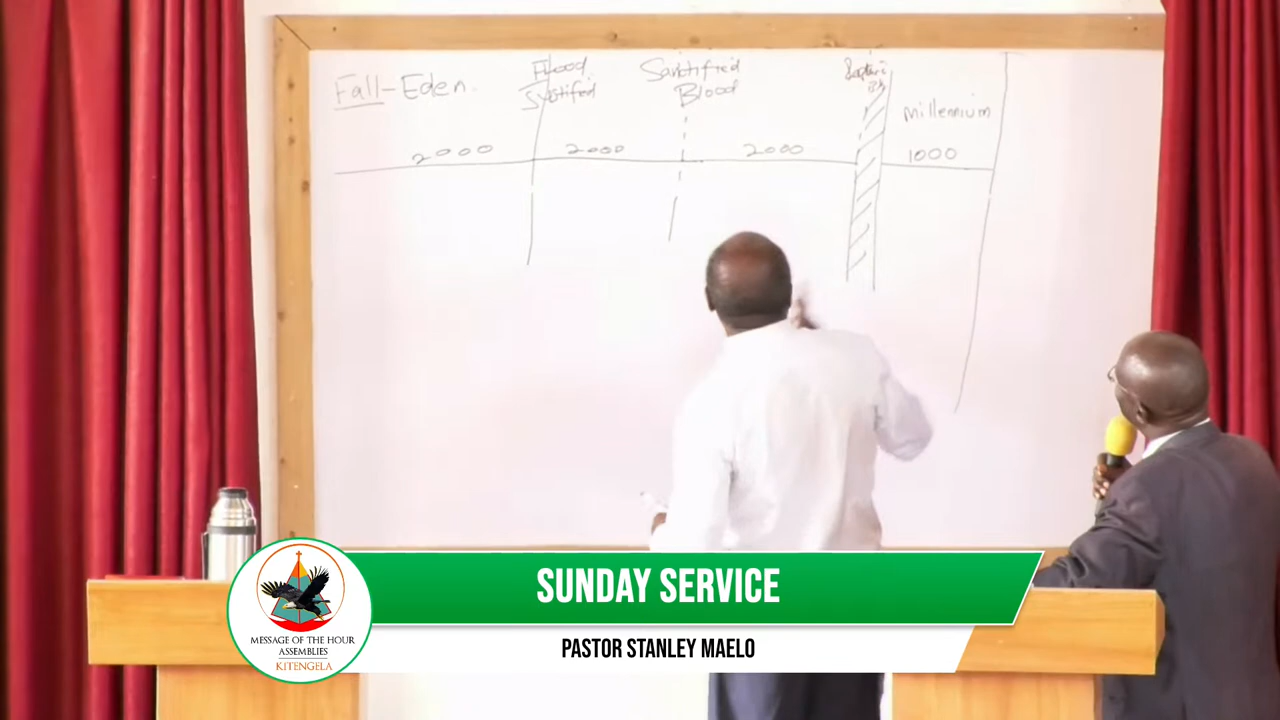 Fall-Eden.
Flood
Sanctified
Blood
millennium
2000
2000
2000
1000
SUNDAY SERVICE
PASTOR STANLEY MAELO
MESSAGE OF THE HOUR
ASSEMBLIES
KITENGELA